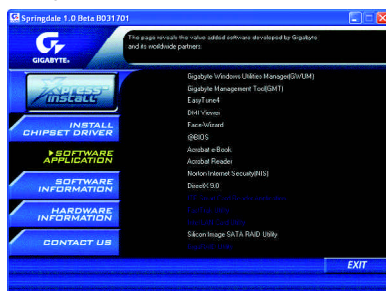 Springdale 1.0 Beta B031701
The page reveals the value added software developed by Gigabyte
and its worldwide partners.
GIGABYTE
Xpress-
INSTALL
Gigabyte Windows Utilities Manager(GWUM)
Gigabyte Management Tool(GMT)
EasyTune4
DMI Viewer
Face-Wizard
@BIOS
Acrobat e-Book
Acrobat Reader
Norton Internet Security(NIS)
DirectX 9.0
Silicon Image SATA RAID Utility
INSTALL
CHIPSET DRIVER
SOFTWARE
APPLICATION
SOFTWARE
INFORMATION
HARDWARE
INFORMATION
CONTACT US
EXIT